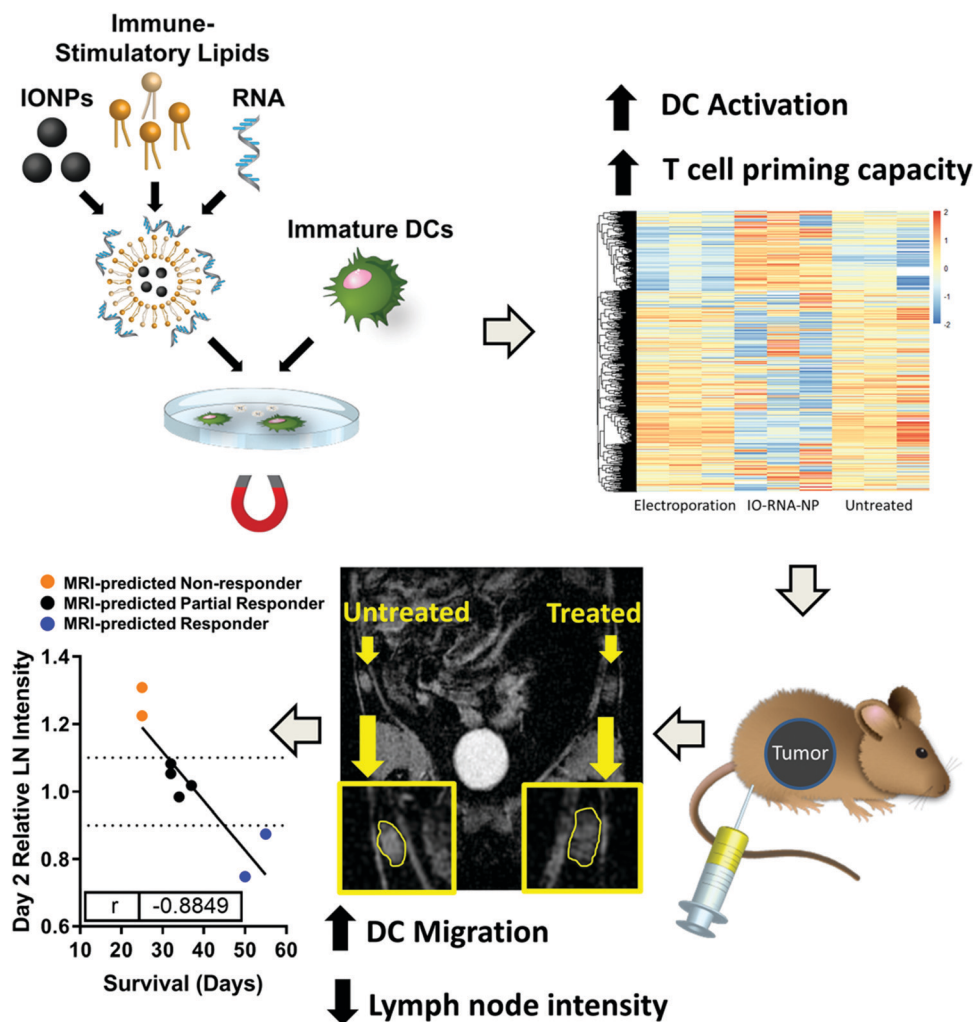 Immune-
Stimulatory Lipids
IONPs
RNA
Immature DCs
DC Activation
T cell priming capacity
2
1
0
-1
-2
Electroporation IO-RNA-NP Untreated
Tumor
Untreated
Treated
DC Migration
Lymph node intensity
MRI-predicted Non-responder
MRI-predicted Partial Responder
MRI-predicted Responder
Day 2 Relative LN Intensity
1.4
1.2
1.0
0.8
0.6
r -0.8849
10 20 30 40 50 60
Survival (Days)